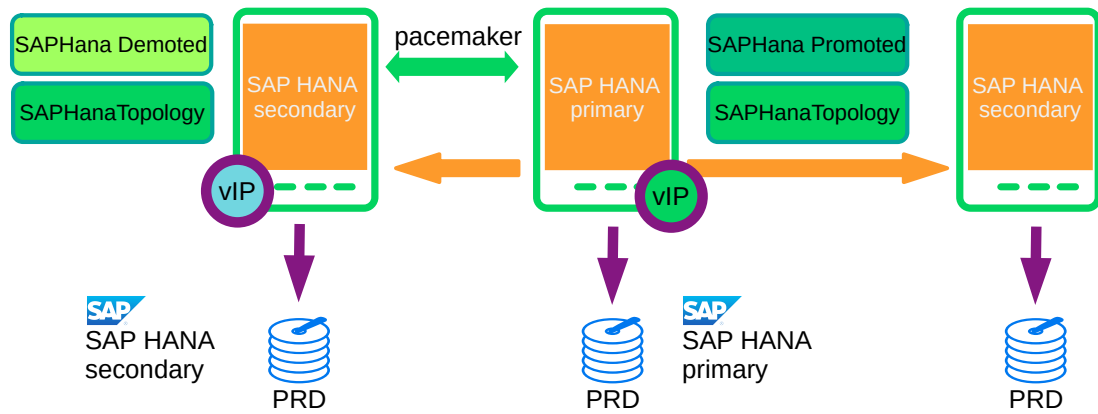 SAPHana Demoted
SAPHanaTopology
SAP HANA
secondary
pacemaker
SAP HANA
primary
SAPHana Promoted
SAPHanaTopology
SAP HANA
secondary
vIP
vIP
SAP
SAP HANA
secondary
PRD
PRD
SAP
SAP HANA
primary
PRD